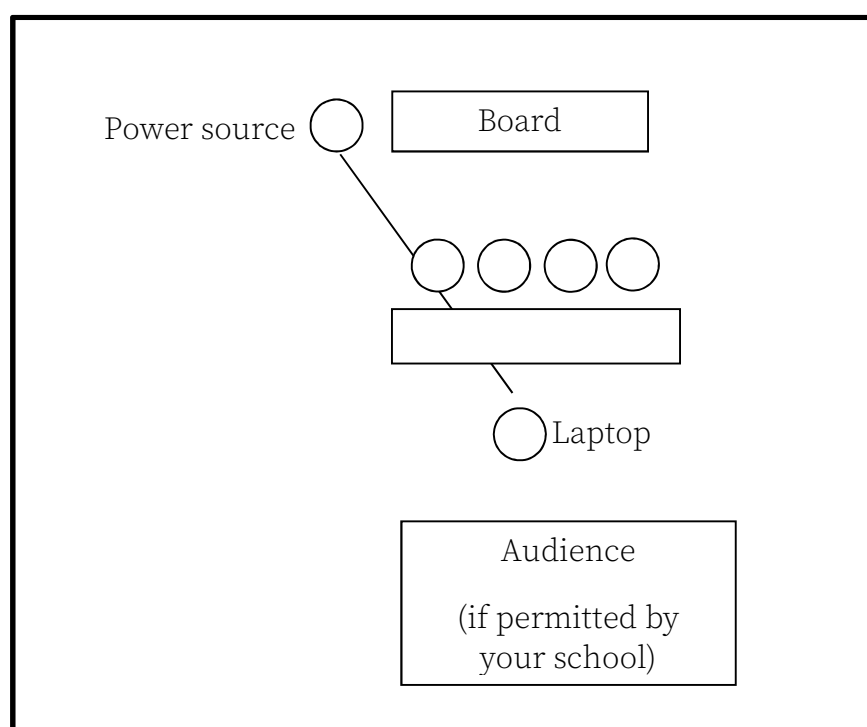 Power source
Board
Laptop
Audience
(if permitted by
your school)